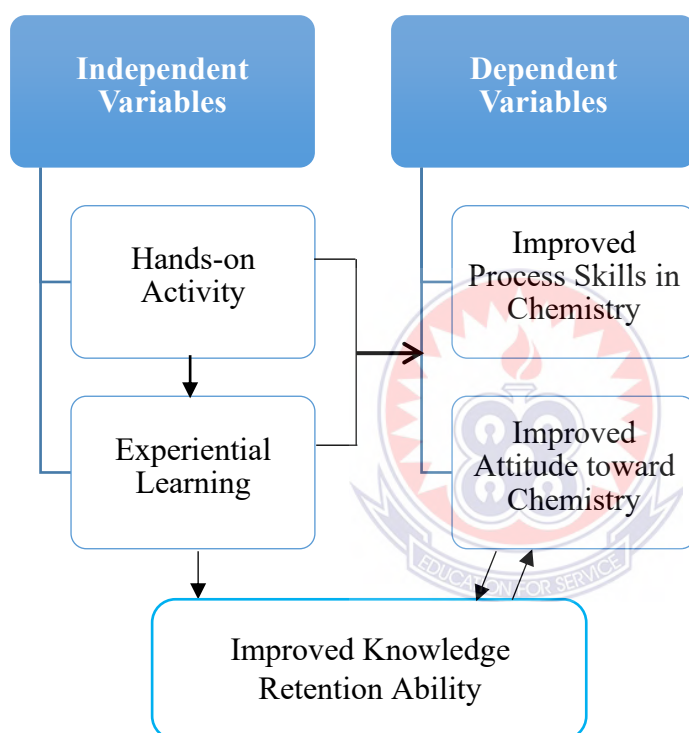 Independent
Variables
Dependent
Variables
Hands-on
Activity
Improved
Process Skills in
Chemistry
Experiential
Learning
Improved
Attitude toward
Chemistry
EDUCATION FOR SERVICE
Improved Knowledge
Retention Ability